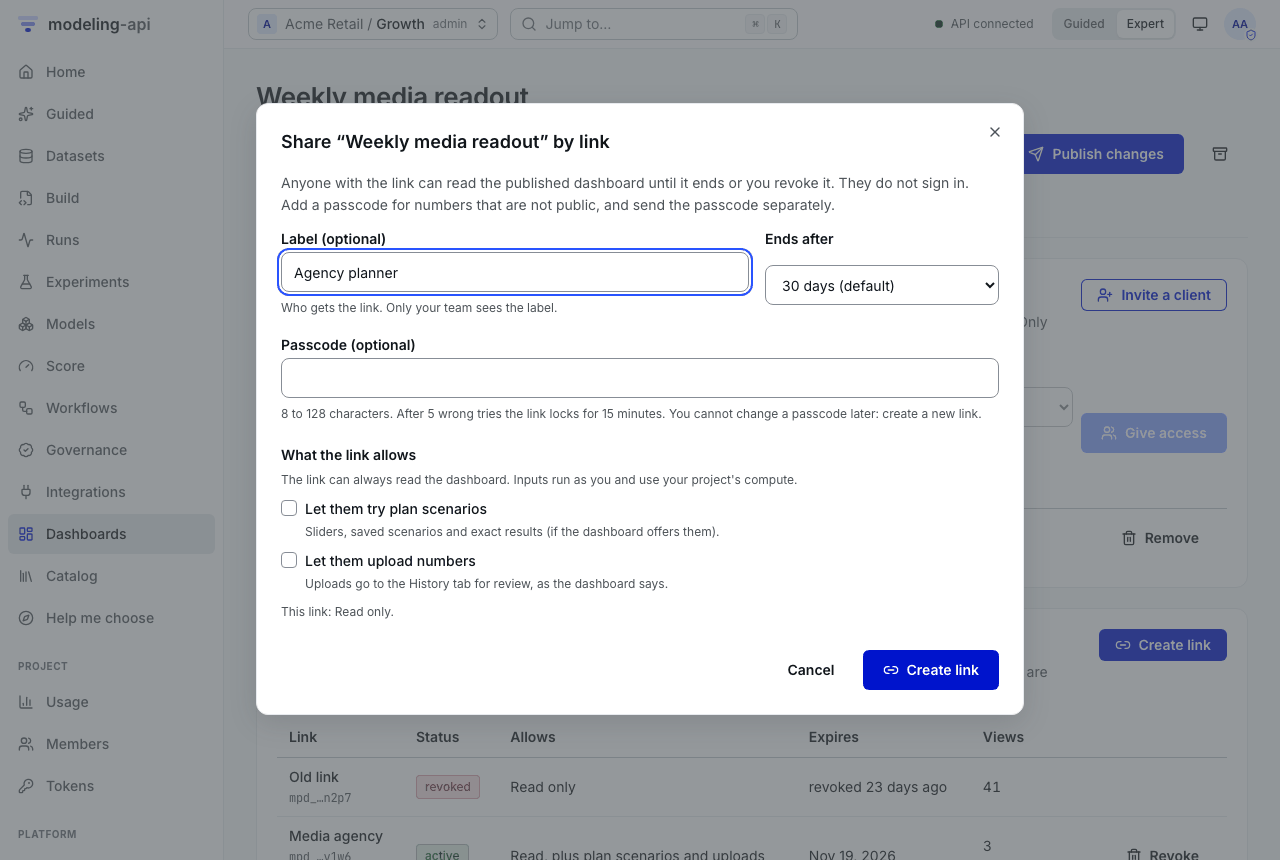 modeling-api
A Acme Retail / Growth admin
Jump to... ⌘ K
API connected
Guided Expert
AA
Home
Guided
Datasets
Build
Runs
Experiments
Models
Score
Workflows
Governance
Integrations
Dashboards
Catalog
Help me choose
PROJECT
Usage
Members
Tokens
PLATFORM
Weekly media readout
Publish changes
Share “Weekly media readout” by link
Anyone with the link can read the published dashboard until it ends or you revoke it. They do not sign in.
Add a passcode for numbers that are not public, and send the passcode separately.
Label (optional)
Agency planner
Who gets the link. Only your team sees the label.
Ends after
30 days (default)
Passcode (optional)
8 to 128 characters. After 5 wrong tries the link locks for 15 minutes. You cannot change a passcode later: create a new link.
What the link allows
The link can always read the dashboard. Inputs run as you and use your project's compute.
Let them try plan scenarios
Sliders, saved scenarios and exact results (if the dashboard offers them).
Let them upload numbers
Uploads go to the History tab for review, as the dashboard says.
This link: Read only.
Cancel
Create link
Invite a client
Only
Give access
Remove
Create link
are
Link Status Allows Expires Views
Old link
mpd_…n2p7
revoked
Read only
revoked 23 days ago
41
Media agency
mpd_…v1w6
active
Read, plus plan scenarios and uploads
Nov 19, 2026
3
Revoke